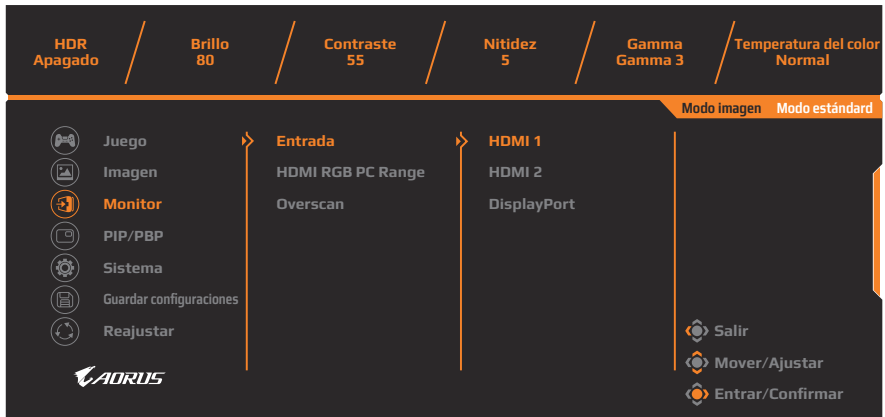 HDR
Apagado
Brillo
80
Contraste
55
Nitidez
5
Gamma
Gamma 3
Temperatura del color
Normal
Modo imagen Modo estándard
Juego
Imagen
Monitor
PIP/PBP
Sistema
Guardar configuraciones
Reajustar
AORUS
Entrada
HDMI RGB PC Range
Overscan
HDMI 1
HDMI 2
DisplayPort
Salir
Mover/Ajustar
Entrar/Confirmar